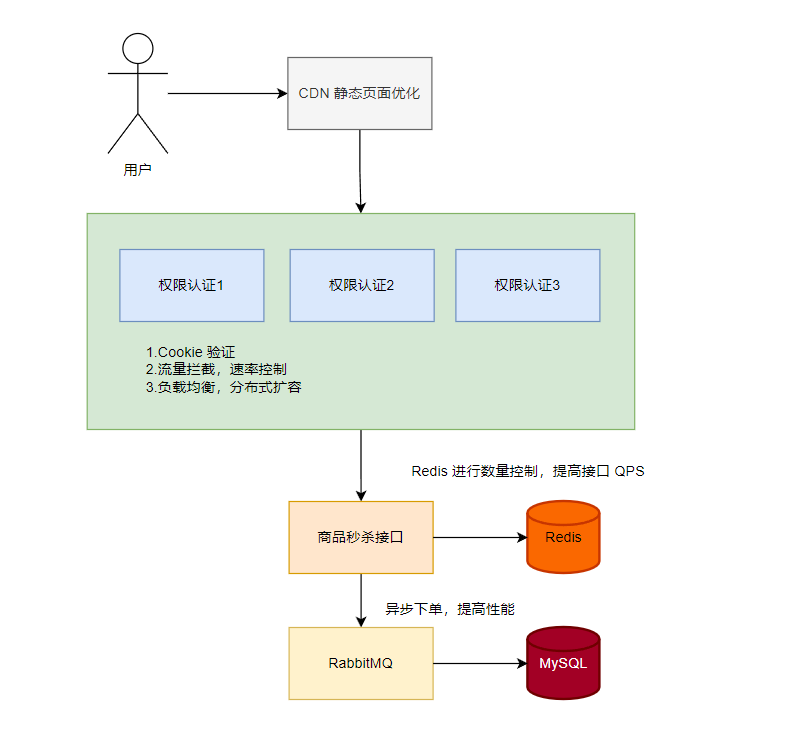 CDN 静态页面优化
用户
权限认证1
权限认证2
权限认证3
1.Cookie 验证
2.流量拦截，速率控制
3.负载均衡，分布式扩容
Redis 进行数量控制，提高接口 QPS
商品秒杀接口
Redis
异步下单，提高性能
RabbitMQ
MySQL